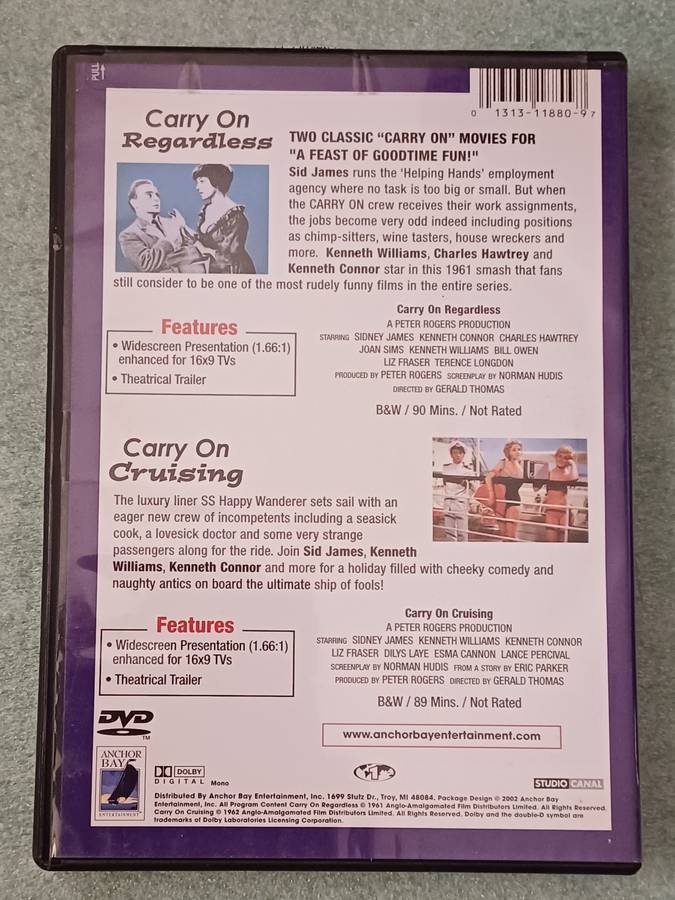 PULL
0 1313-11880-9 7
Carry On
Regardless
TWO CLASSIC “CARRY ON” MOVIES FOR
"A FEAST OF GOODTIME FUN!"
Sid James runs the ‘Helping Hands’ employment
agency where no task is too big or small. But when
the CARRY ON crew receives their work assignments,
the jobs become very odd indeed including positions
as chimp-sitters, wine tasters, house wreckers and
more. Kenneth Williams, Charles Hawtrey and
Kenneth Connor star in this 1961 smash that fans
still consider to be one of the most rudely funny films in the entire series.
Features
• Widescreen Presentation (1.66:1)
enhanced for 16x9 TVs
• Theatrical Trailer
Carry On Regardless
A PETER ROGERS PRODUCTION
STARRING SIDNEY JAMES KENNETH CONNOR CHARLES HAWTREY
JOAN SIMS KENNETH WILLIAMS BILL OWEN
LIZ FRASER TERENCE LONGDON
PRODUCED BY PETER ROGERS SCREENPLAY BY NORMAN HUDIS
DIRECTED BY GERALD THOMAS
B&W / 90 Mins. / Not Rated
Carry On
Cruising
The luxury liner SS Happy Wanderer sets sail with an
eager new crew of incompetents including a seasick
cook, a lovesick doctor and some very strange
passengers along for the ride. Join Sid James, Kenneth
Williams, Kenneth Connor and more for a holiday filled with cheeky comedy and
naughty antics on board the ultimate ship of fools!
Features
• Widescreen Presentation (1.66:1)
enhanced for 16x9 TVs
• Theatrical Trailer
Carry On Cruising
A PETER ROGERS PRODUCTION
STARRING SIDNEY JAMES KENNETH WILLIAMS KENNETH CONNOR
LIZ FRASER DILYS LAYE ESMA CANNON LANCE PERCIVAL
SCREENPLAY BY NORMAN HUDIS FROM A STORY BY ERIC PARKER
PRODUCED BY PETER ROGERS DIRECTED BY GERALD THOMAS
B&W / 89 Mins. / Not Rated
www.anchorbayentertainment.com
DVD
TM
ANCHOR
BAY
ENTERTAINMENT
DOLBY
DIGITAL Mono
1
STUDIO CANAL
Distributed By Anchor Bay Entertainment, Inc. 1699 Stutz Dr., Troy, MI 48084. Package Design © 2002 Anchor Bay
Entertainment, Inc. All Program Content Carry On Regardless © 1961 Anglo-Amalgamated Film Distributors Limited. All Rights Reserved.
Carry On Cruising © 1962 Anglo-Amalgamated Film Distributors Limited. All Rights Reserved. Dolby and the double-D symbol are
trademarks of Dolby Laboratories Licensing Corporation.